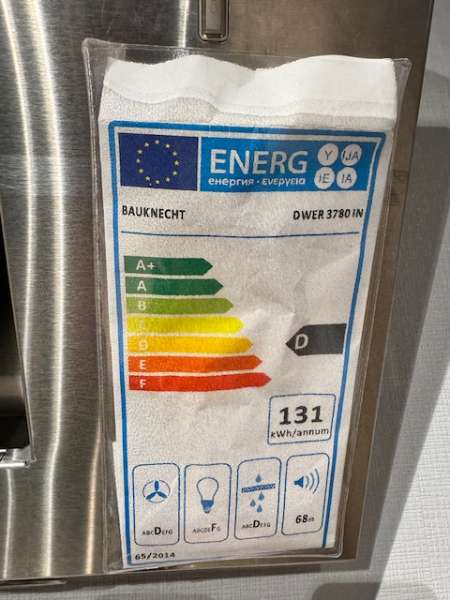 ENERG Y IJA
енергия · ενεργεια IE IA
BAUKNECHT DWER 3780 IN
A+
A
B
C
D
E
F
D
131
kWh/annum
ABCDEFG
ABCDEFG
ABCDEFG
68dB
65/2014